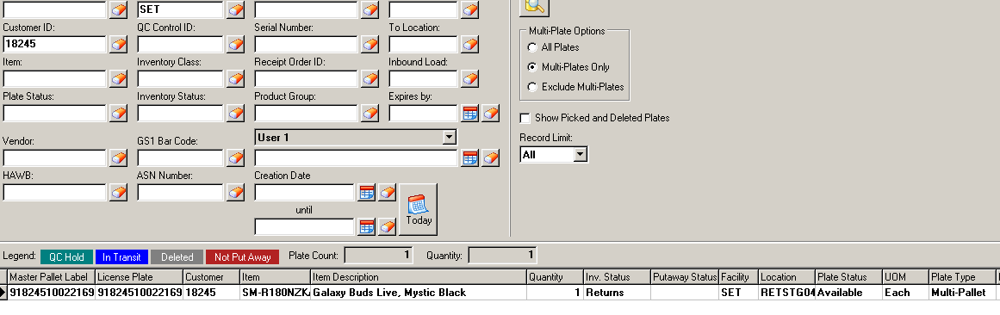 SET
Customer ID: QC Control ID: Serial Number: To Location:
18245
Multi-Plate Options
All Plates
Item: Inventory Class: Receipt Order ID: Inbound Load:
Multi-Plates Only
Exclude Multi-Plates
Plate Status: Inventory Status: Product Group: Expires by:
Show Picked and Deleted Plates
User 1
Record Limit:
Vendor: GS1 Bar Code:
All
HAWB: ASN Number: Creation Date
until
Today
Legend: QC Hold In Transit Deleted Not Put Away Plate Count: 1 Quantity: 1
Master Pallet Label License Plate Customer Item Item Description Quantity Inv. Status Putaway Status Facility Location Plate Status UOM Plate Type
91824510022169 91824510022169 18245 SM-R180NZK Galaxy Buds Live, Mystic Black 1 Returns SET RETSTG04 Available Each Multi-Pallet